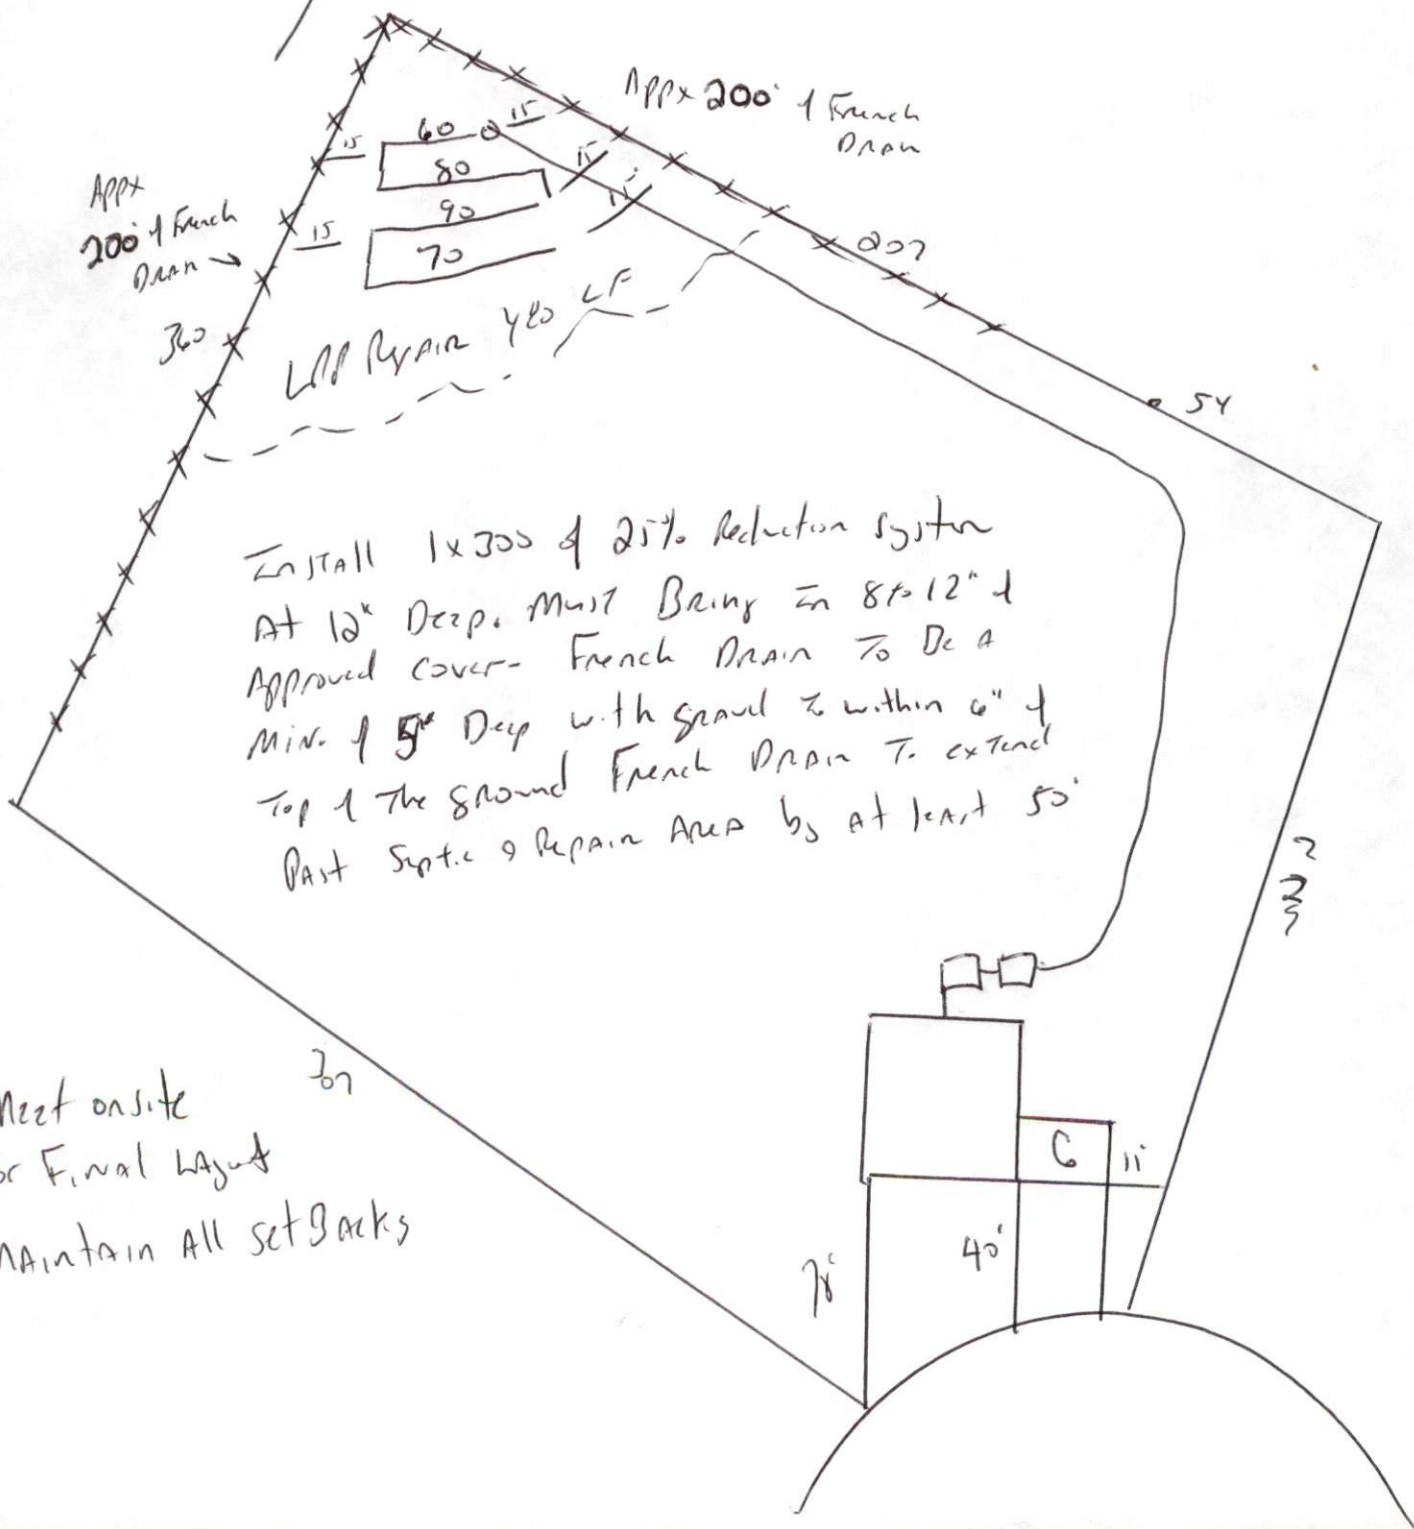 Appx 200' of French
Drain
60
15
15
80
15
11'
90
15
70
Appx
200' of French
Drain
207
360
LPP Repair 480 LF
54
Install 1x300 of 25% Reduction System
At 12" Deep. Must Bring in 8 to 12" of
Approved cover- French Drain To Be A
Min. of 5' Deep with gravel to within 6" of
Top of The ground French Drain To extend
Past Septic & Repair Area by at least 50'
307
Meet onsite
or Final Layout
Maintain All setBacks
C
11'
40'
78'